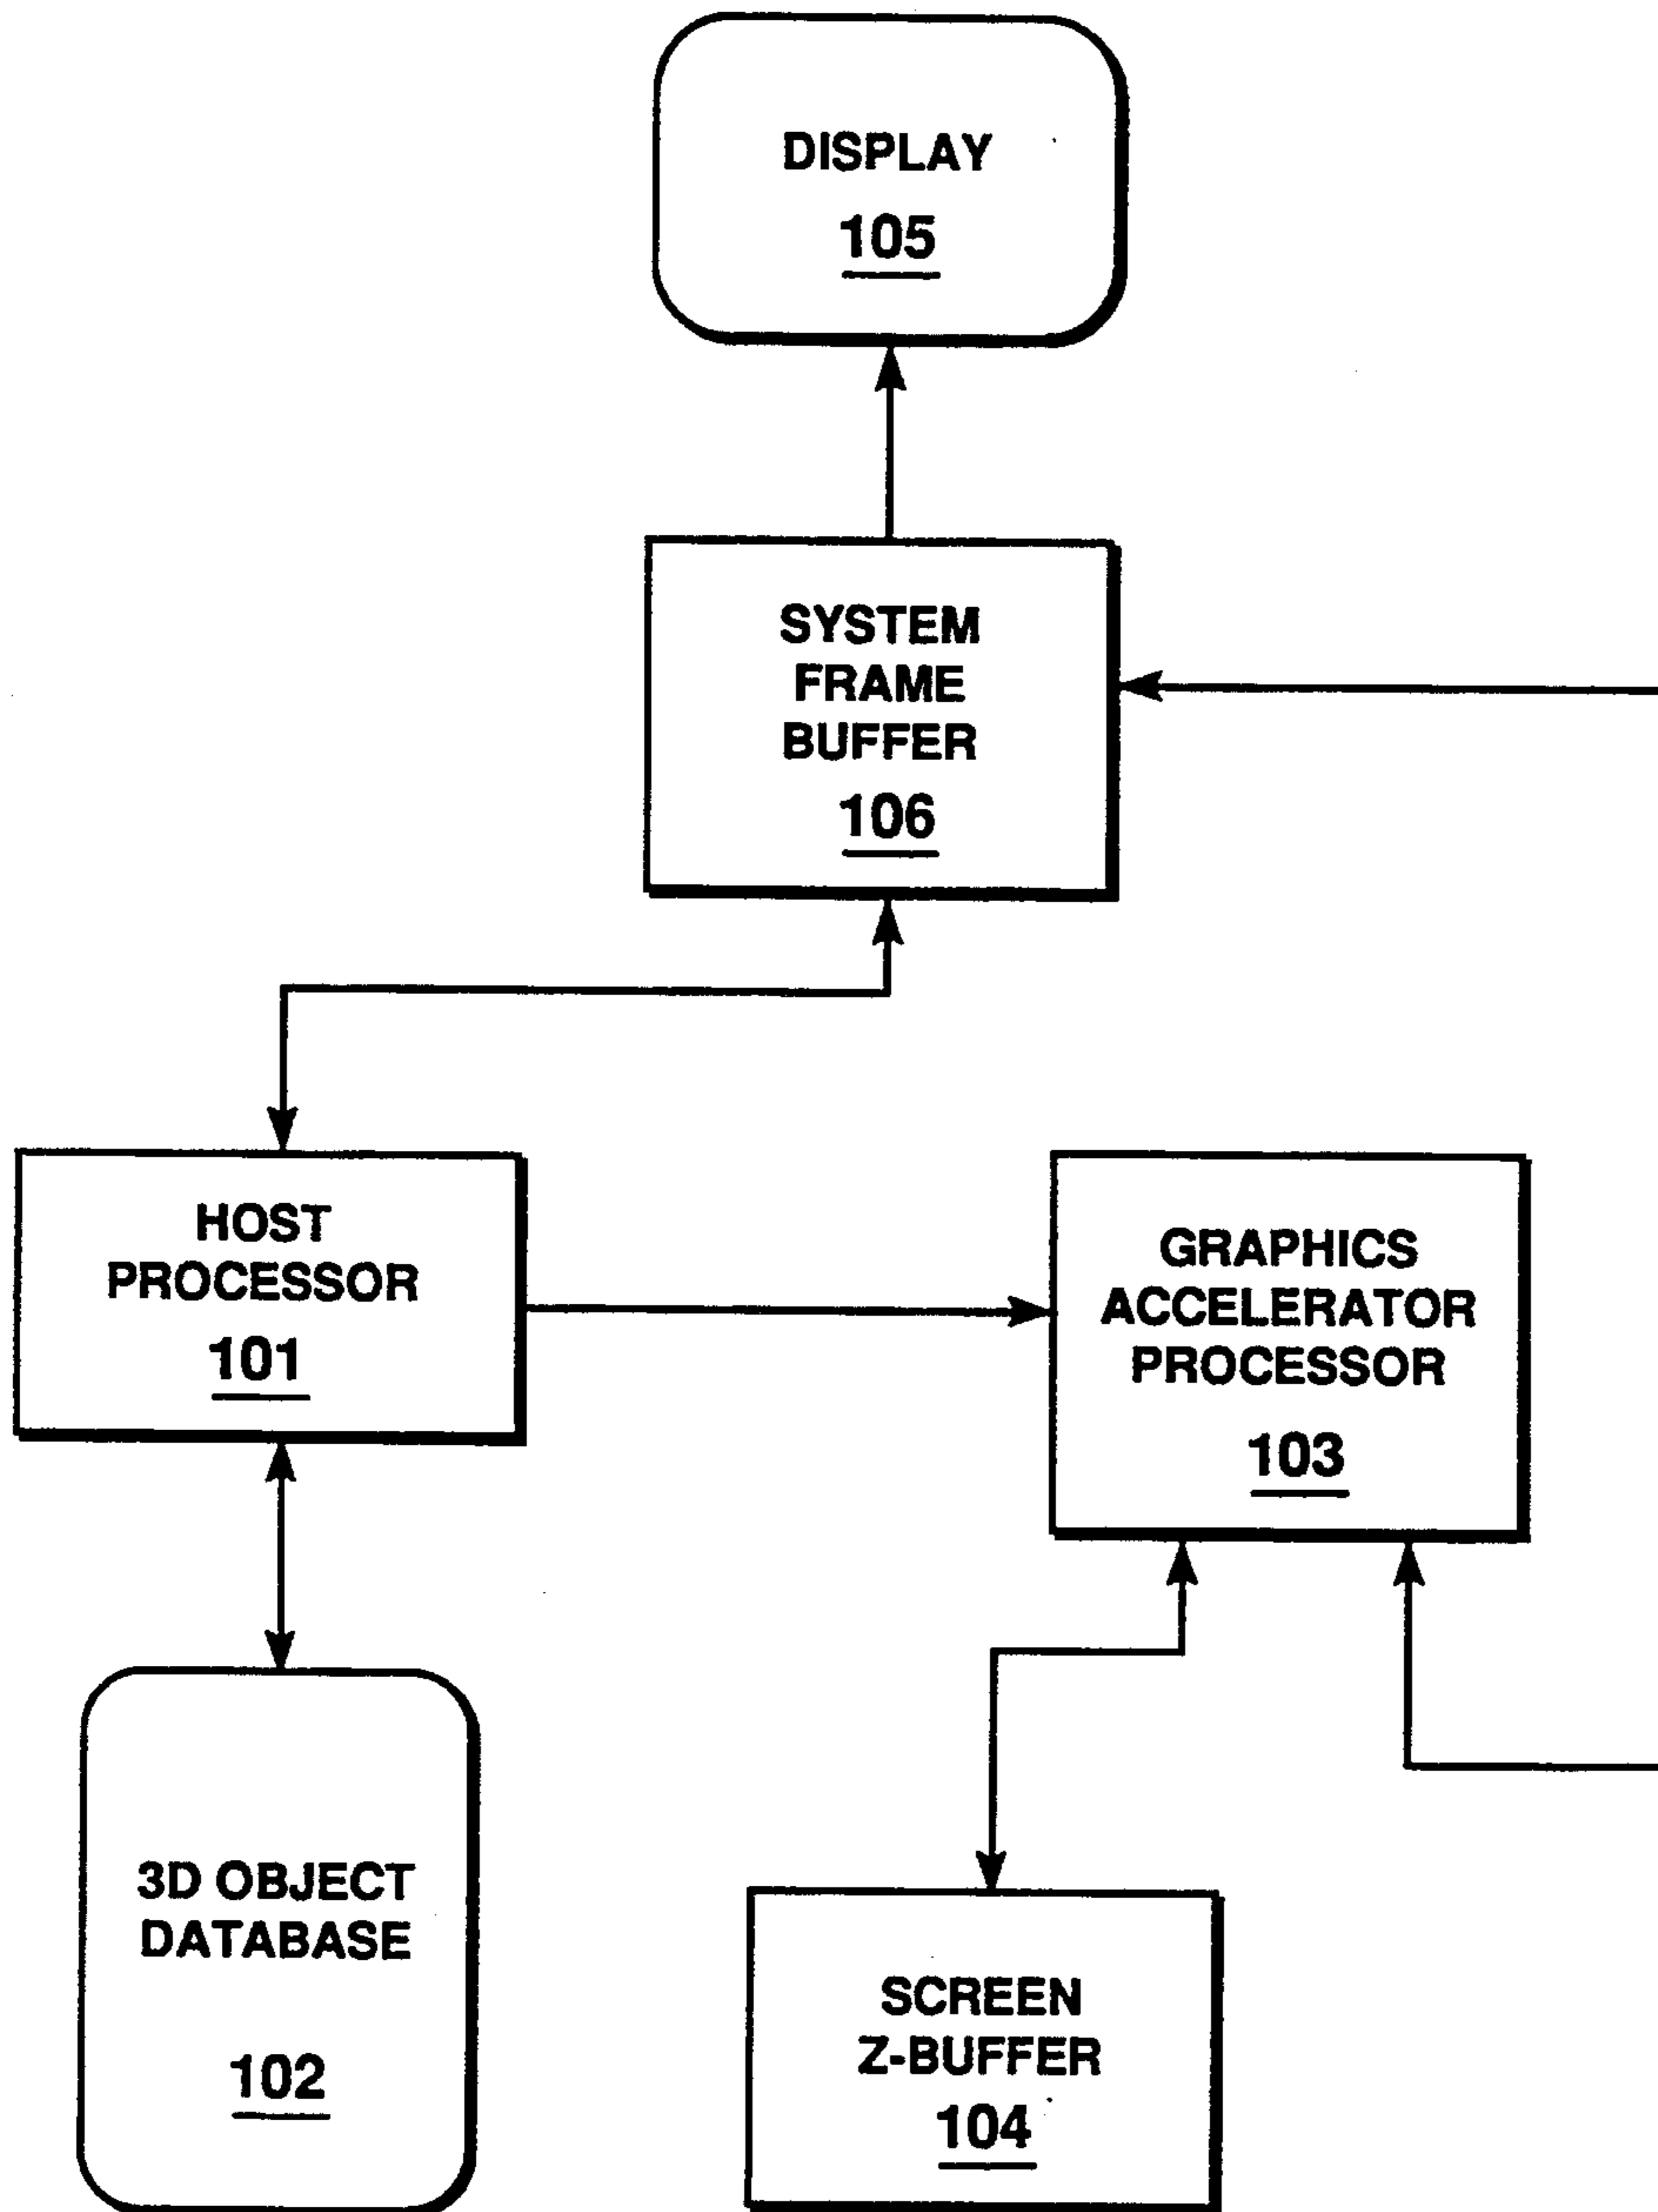 DISPLAY
105
SYSTEM
FRAME
BUFFER
106
HOST
PROCESSOR
101
GRAPHICS
ACCELERATOR
PROCESSOR
103
3D OBJECT
DATABASE
102
SCREEN
Z-BUFFER
104